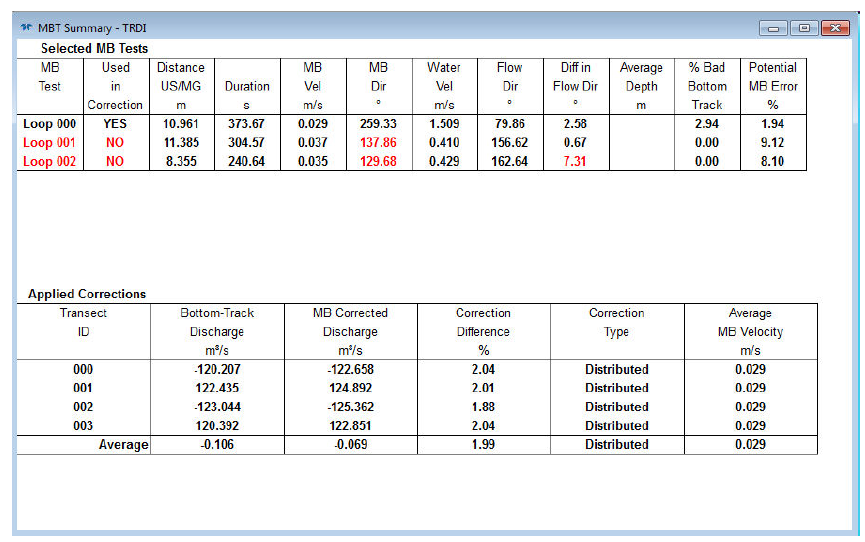 MBT Summary - TRDI
Selected MB Tests
MB Used Distance MB MB Water Flow Diff in Average % Bad Potential
Test in US/MG Duration Vel Dir Vel Dir Flow Dir Depth Bottom MB Error
Correction m s m/s ° m/s ° ° m Track %
Loop 000 YES 10.961 373.67 0.029 259.33 1.509 79.86 2.58 2.94 1.94
Loop 001 NO 11.385 304.57 0.037 137.86 0.410 156.62 0.67 0.00 9.12
Loop 002 NO 8.355 240.64 0.035 129.68 0.429 162.64 7.31 0.00 8.10
Applied Corrections
Transect Bottom-Track MB Corrected Correction Correction Average
ID Discharge Discharge Difference Type MB Velocity
m³/s m³/s % m/s
000 -120.207 -122.658 2.04 Distributed 0.029
001 122.435 124.892 2.01 Distributed 0.029
002 -123.044 -125.362 1.88 Distributed 0.029
003 120.392 122.851 2.04 Distributed 0.029
Average -0.106 -0.069 1.99 Distributed 0.029